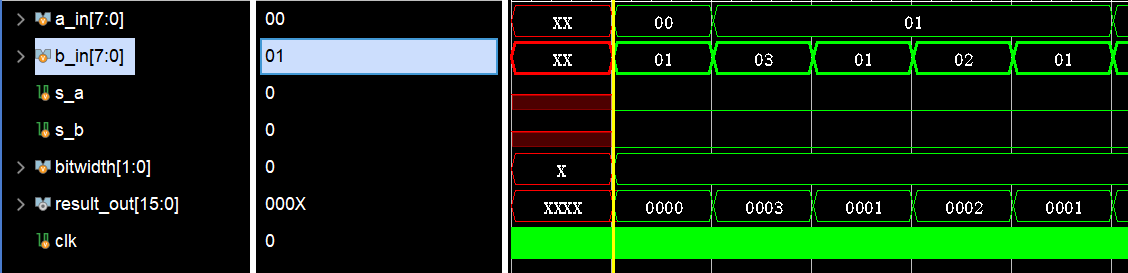 a_in[7:0] 00 XX 00 01
b_in[7:0] 01 XX 01 03 01 02 01
s_a 0
s_b 0
bitwidth[1:0] 0 X
result_out[15:0] 000X XXXX 0000 0003 0001 0002 0001
clk 0